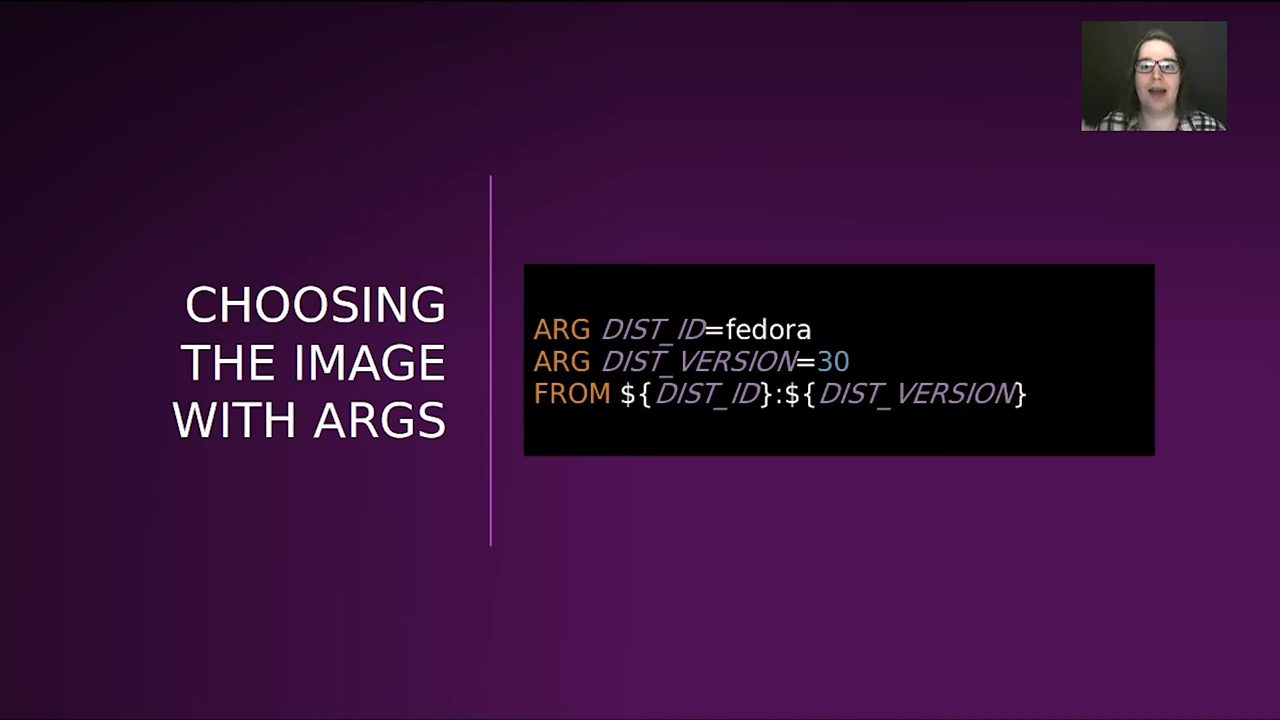 CHOOSING
THE IMAGE
WITH ARGS
ARG DIST_ID=fedora
ARG DIST_VERSION=30
FROM ${DIST_ID}:${DIST_VERSION}